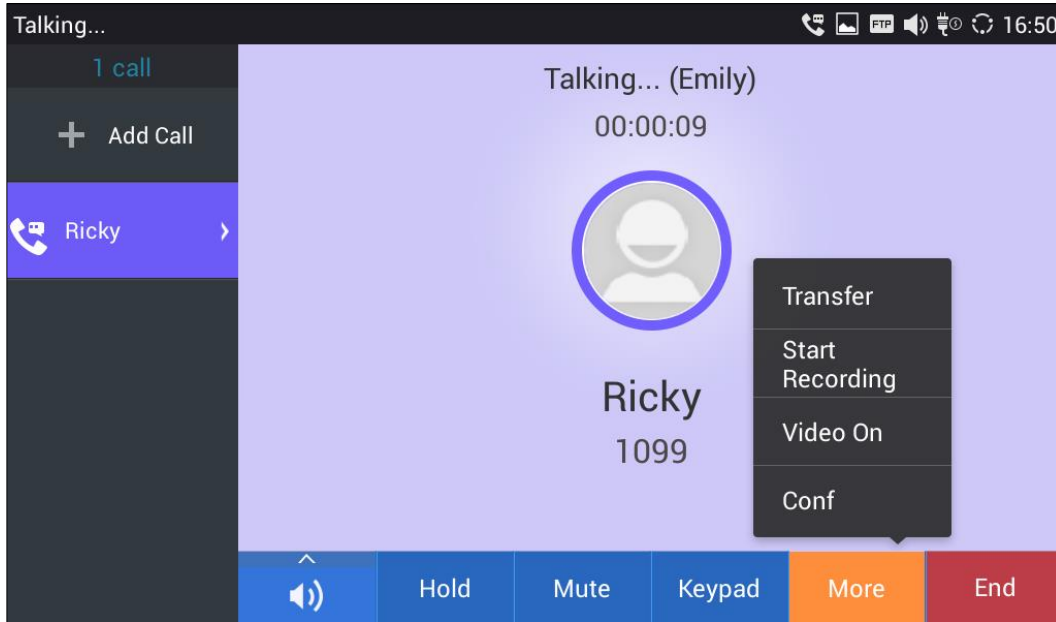 Talking...
FTP
16:50
1 call
Add Call
Ricky
Talking... (Emily)
00:00:09
Ricky
1099
Transfer
Start
Recording
Video On
Conf
Hold
Mute
Keypad
More
End